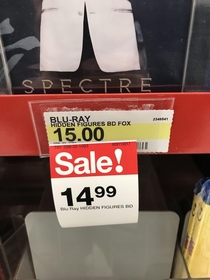 SPECTRE
BLU-RAY
HIDDEN FIGURES BD FOX
15.00
Sale!
14.99
Blu Ray HIDDEN FIGURES BD